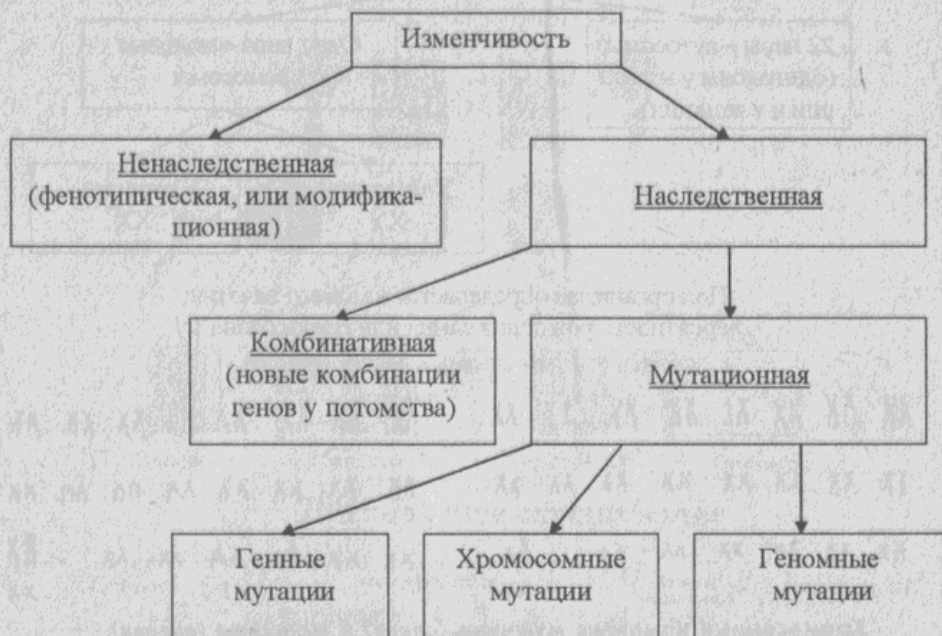 Изменчивость
Ненаследственная
(фенотипическая, или модифика-
ционная)
Наследственная
Комбинативная
(новые комбинации
генов у потомства)
Мутационная
Генные
мутации
Хромосомные
мутации
Геномные
мутации